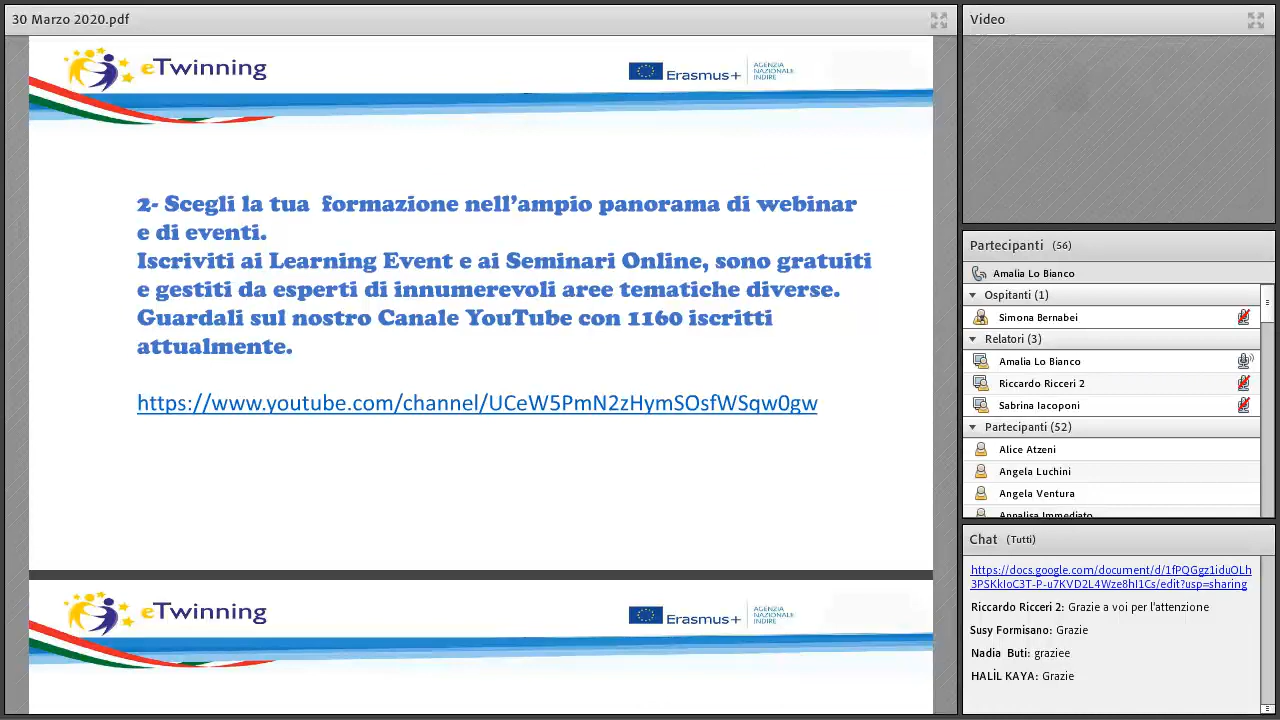 30 Marzo 2020.pdf
eTwinning
Erasmus+
AGENZIA
NAZIONALE
INDIRE
2- Scegli la tua formazione nell'ampio panorama di webinar
e di eventi.
Iscriviti ai Learning Event e ai Seminari Online, sono gratuiti
e gestiti da esperti di innumerevoli aree tematiche diverse.
Guardali sul nostro Canale YouTube con 1160 iscritti
attualmente.
https://www.youtube.com/channel/UCeW5PmN2zHymSOsfWSqw0gw
eTwinning
Erasmus+
AGENZIA
NAZIONALE
INDIRE
Video
Partecipanti (56)
Amalia Lo Bianco
Ospitanti (1)
Simona Bernabei
Relatori (3)
Amalia Lo Bianco
Riccardo Ricceri 2
Sabrina Iacoponi
Partecipanti (52)
Alice Atzeni
Angela Luchini
Angela Ventura
Annalisa Immediato
Chat (Tutti)
https://docs.google.com/document/d/1fPQGgz1iduOLh
3PSKkIoC3T-P-u7KVD2L4Wze8hI1Cs/edit?usp=sharing
Riccardo Ricceri 2: Grazie a voi per l'attenzione
Susy Formisano: Grazie
Nadia Buti: graziee
HALİL KAYA: Grazie